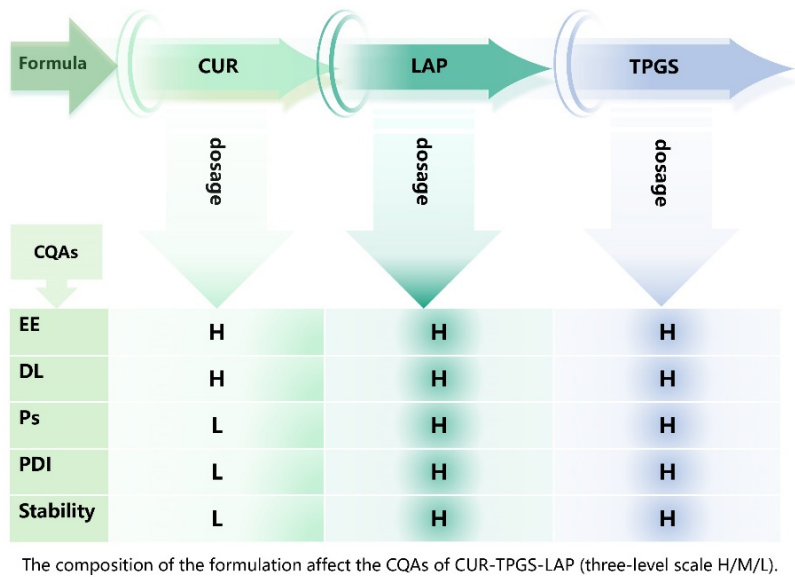 Formula CUR LAP TPGS
dosage dosage dosage
CQAs
EE H H H
DL H H H
Ps L H H
PDI L H H
Stability L H H
The composition of the formulation affect the CQAs of CUR-TPGS-LAP (three-level scale H/M/L).